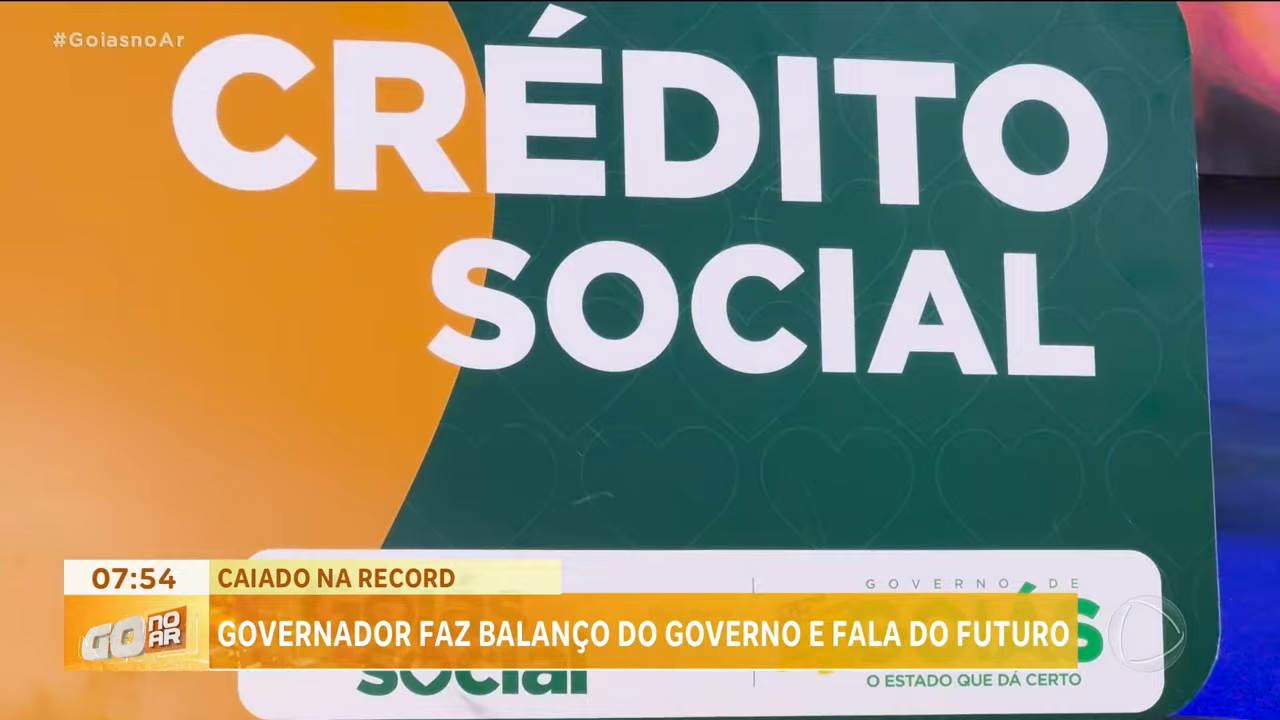 #GoiasnoAr
CRÉDITO
SOCIAL
07:54
CAIADO NA RECORD
GO NO AR
GOVERNADOR FAZ BALANÇO DO GOVERNO E FALA DO FUTURO
GOVERNO DE
GOIÁS
social
O ESTADO QUE DÁ CERTO